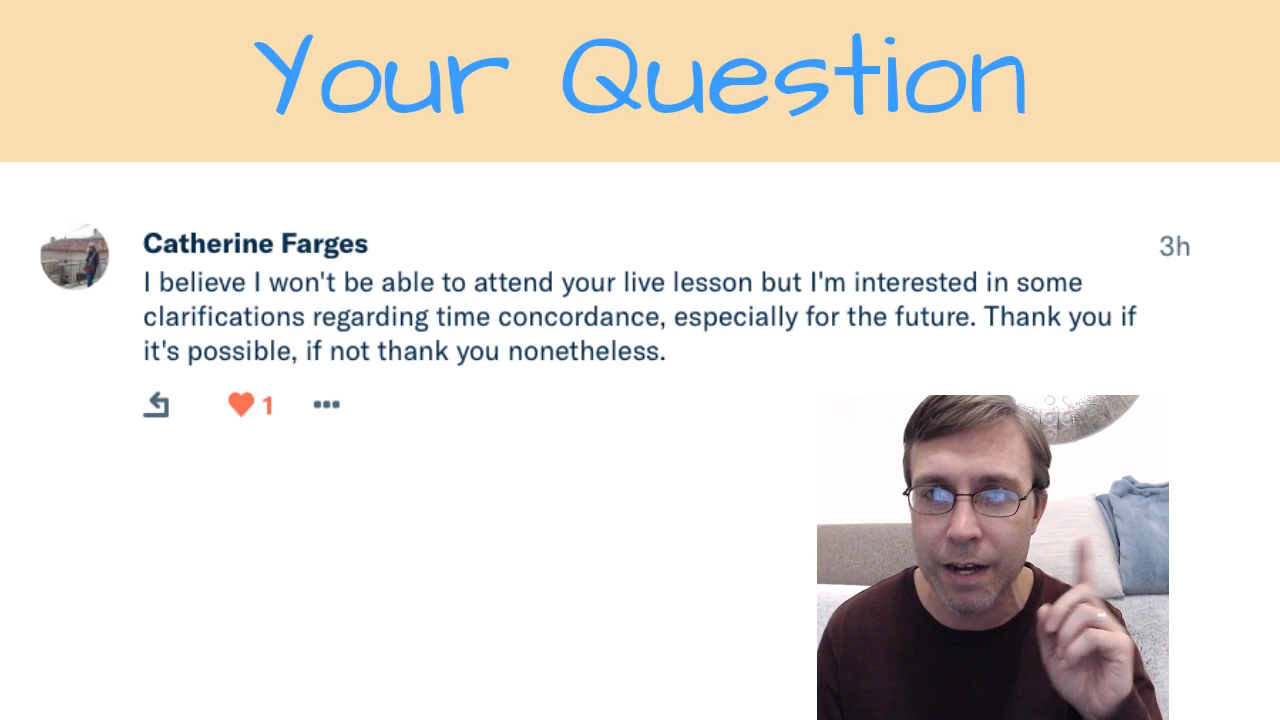 Your Question
Catherine Farges
3h
I believe I won't be able to attend your live lesson but I'm interested in some
clarifications regarding time concordance, especially for the future. Thank you if
it's possible, if not thank you nonetheless.
1